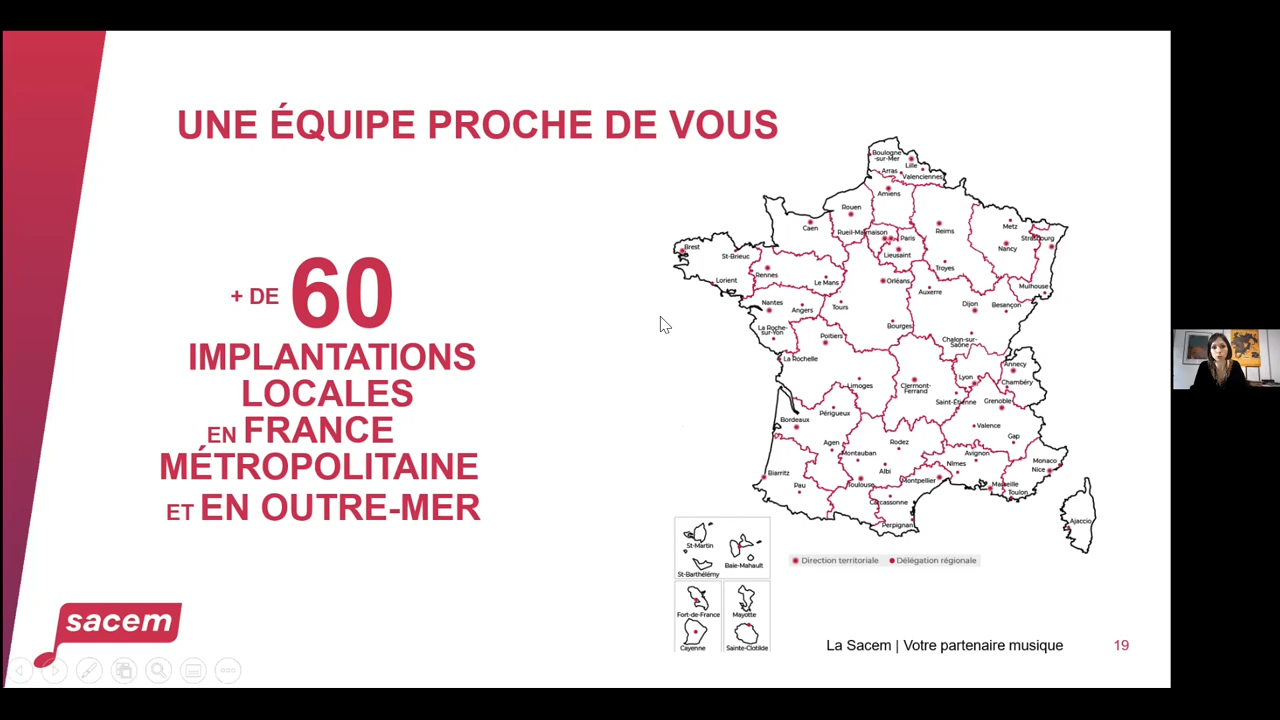 UNE ÉQUIPE PROCHE DE VOUS
+ DE 60
IMPLANTATIONS
LOCALES
EN FRANCE
MÉTROPOLITAINE
ET EN OUTRE-MER
sacem
Boulogne
-sur-Mer
Lille
Arras
Valenciennes
Amiens
Rouen
Caen
Rueil-Malmaison
Paris
Lieusaint
Reims
Metz
Strasbourg
Nancy
Brest
St-Brieuc
Rennes
Lorient
Le Mans
Orléans
Troyes
Auxerre
Mulhouse
Nantes
Angers
Tours
Dijon
Besançon
La Roche-
sur-Yon
Poitiers
Bourges
Chalon-sur-
Saône
La Rochelle
Limoges
Clermont-
Ferrand
Lyon
Annecy
Chambéry
Saint-Étienne
Grenoble
Périgueux
Bordeaux
Valence
Gap
Agen
Rodez
Montauban
Avignon
Albi
Nîmes
Monaco
Nice
Biarritz
Pau
Toulouse
Montpellier
Marseille
Toulon
Carcassonne
Perpignan
Ajaccio
St-Martin
Baie-Mahault
St-Barthélémy
Fort-de-France
Mayotte
Cayenne
Sainte-Clotilde
Direction territoriale
Délégation régionale
La Sacem | Votre partenaire musique
19